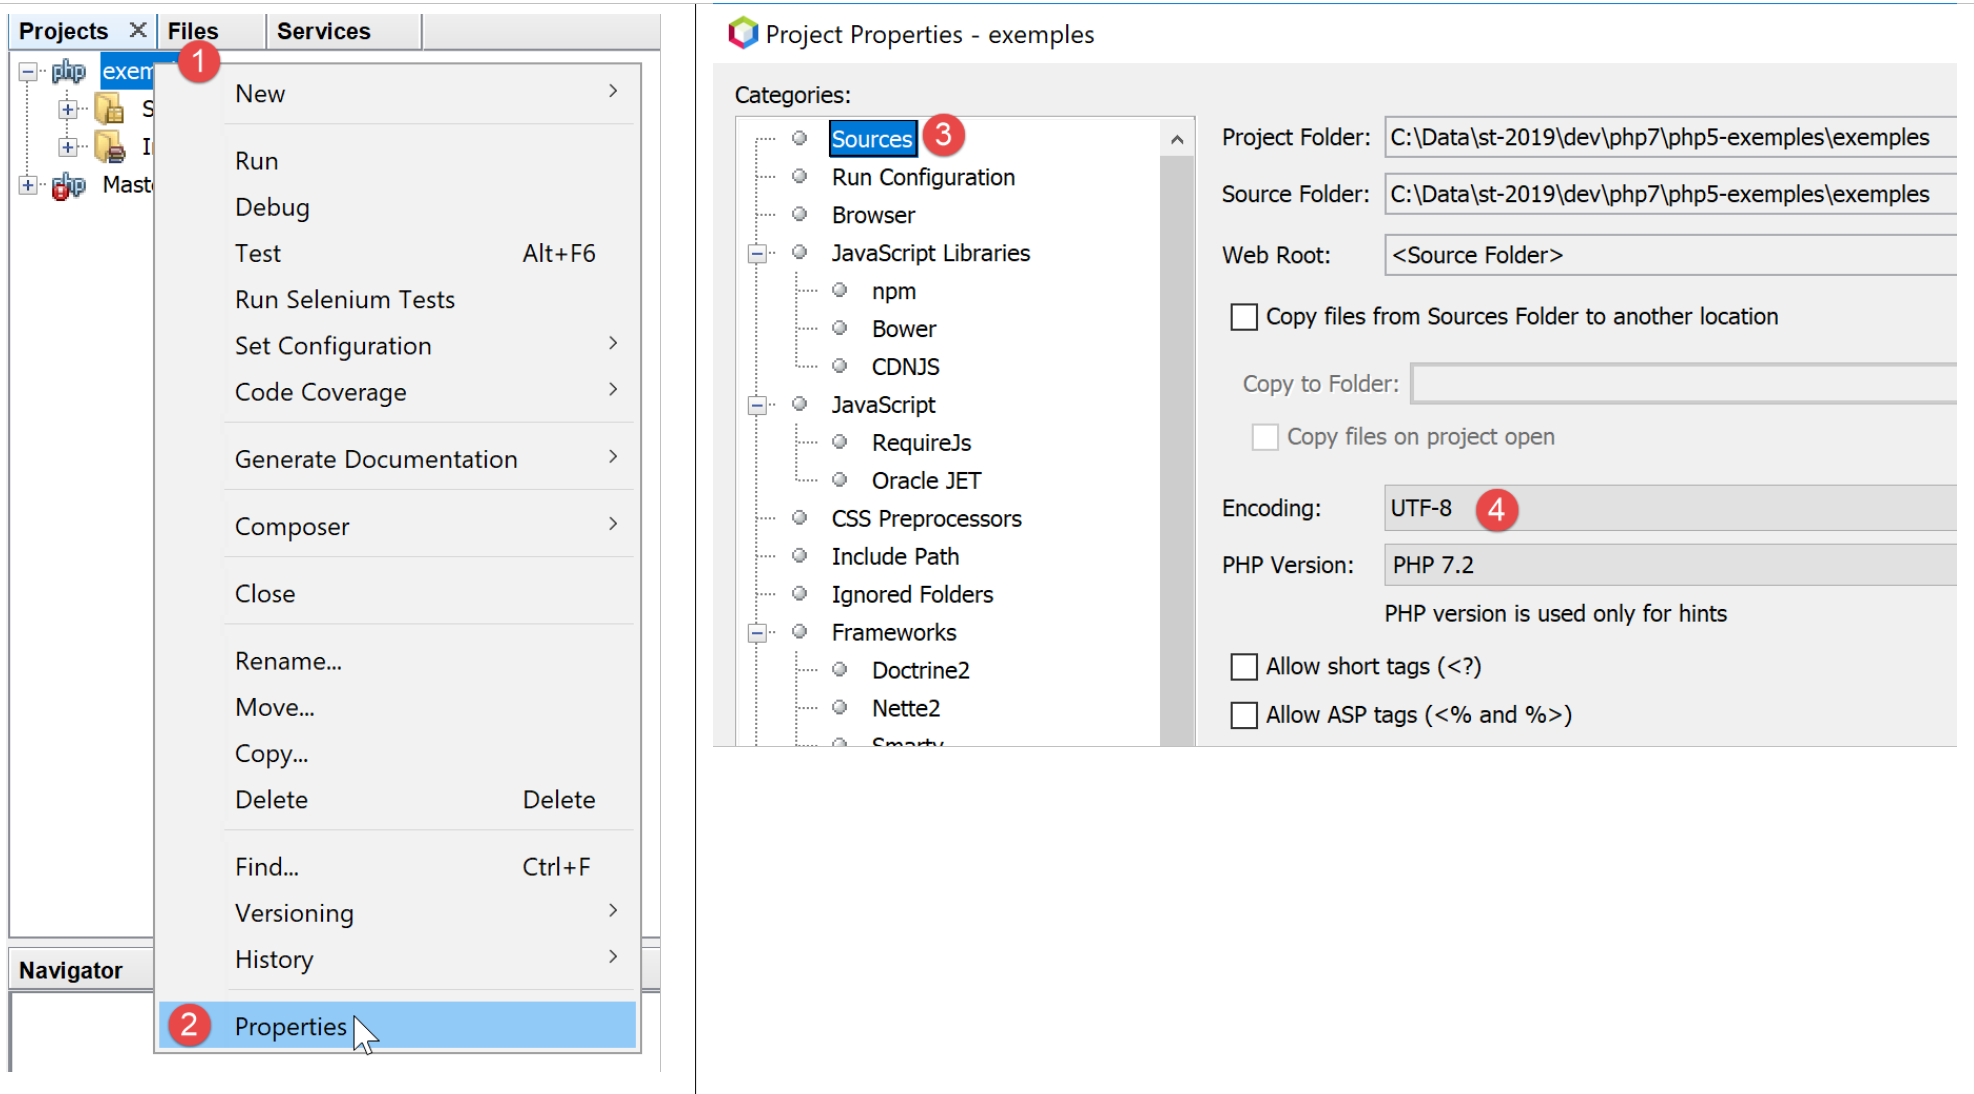 Projects
Files
Services
1
php exem
S
I
php Mast
New
Run
Debug
Test Alt+F6
Run Selenium Tests
Set Configuration
Code Coverage
Generate Documentation
Composer
Close
Rename...
Move...
Copy...
Delete Delete
Find... Ctrl+F
Versioning
History
2 Properties
Navigator
Project Properties - exemples
Categories:
Sources 3
Run Configuration
Browser
JavaScript Libraries
npm
Bower
CDNJS
JavaScript
RequireJs
Oracle JET
CSS Preprocessors
Include Path
Ignored Folders
Frameworks
Doctrine2
Nette2
Smarty
Project Folder: C:\Data\st-2019\dev\php7\php5-exemples\exemples
Source Folder: C:\Data\st-2019\dev\php7\php5-exemples\exemples
Web Root: <Source Folder>
Copy files from Sources Folder to another location
Copy to Folder:
Copy files on project open
Encoding: UTF-8 4
PHP Version: PHP 7.2
PHP version is used only for hints
Allow short tags (<?)
Allow ASP tags (<% and %>)